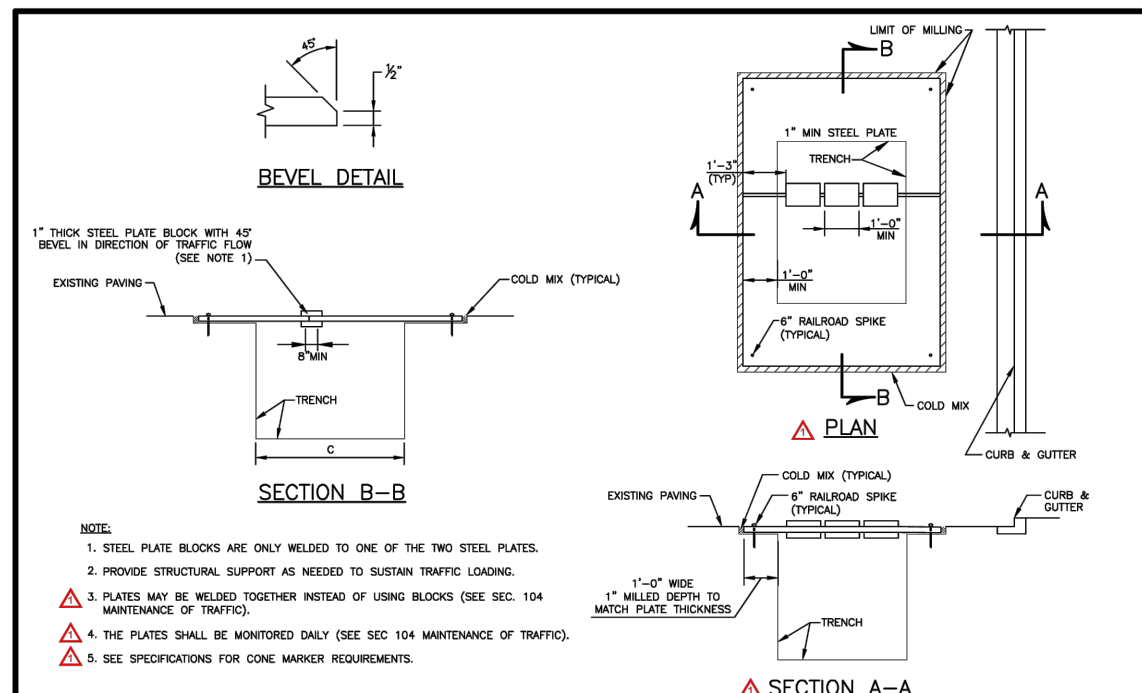 45°
½"
BEVEL DETAIL
1" THICK STEEL PLATE BLOCK WITH 45°
BEVEL IN DIRECTION OF TRAFFIC FLOW
(SEE NOTE 1)
EXISTING PAVING
COLD MIX (TYPICAL)
8"MIN
TRENCH
C
SECTION B-B
LIMIT OF MILLING
B
1" MIN STEEL PLATE
TRENCH
1'-3"
(TYP)
A
A
1'-0"
MIN
1'-0"
MIN
6" RAILROAD SPIKE
(TYPICAL)
B
COLD MIX
1 PLAN
CURB & GUTTER
COLD MIX (TYPICAL)
EXISTING PAVING
6" RAILROAD SPIKE
(TYPICAL)
CURB &
GUTTER
1'-0" WIDE
1" MILLED DEPTH TO
MATCH PLATE THICKNESS
TRENCH
1 SECTION A-A
NOTE:
1. STEEL PLATE BLOCKS ARE ONLY WELDED TO ONE OF THE TWO STEEL PLATES.
2. PROVIDE STRUCTURAL SUPPORT AS NEEDED TO SUSTAIN TRAFFIC LOADING.
1 3. PLATES MAY BE WELDED TOGETHER INSTEAD OF USING BLOCKS (SEE SEC. 104
MAINTENANCE OF TRAFFIC).
1 4. THE PLATES SHALL BE MONITORED DAILY (SEE SEC 104 MAINTENANCE OF TRAFFIC).
1 5. SEE SPECIFICATIONS FOR CONE MARKER REQUIREMENTS.